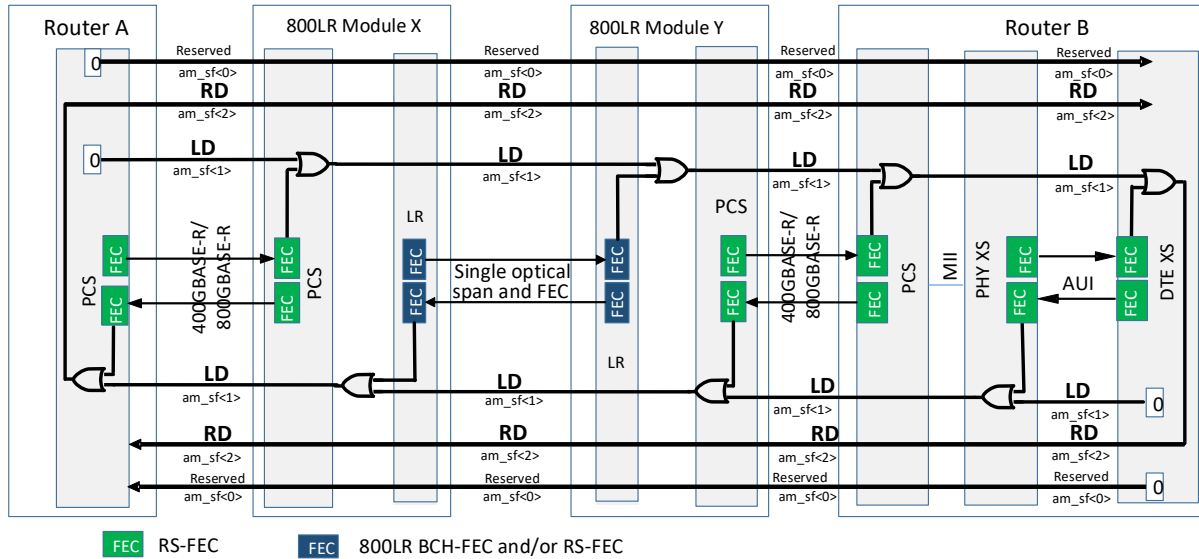 Router A
800LR Module X
800LR Module Y
Router B
0
Reserved
am_sf<0>
Reserved
am_sf<0>
Reserved
am_sf<0>
Reserved
am_sf<0>
RD
am_sf<2>
RD
am_sf<2>
RD
am_sf<2>
RD
am_sf<2>
0
LD
am_sf<1>
LD
am_sf<1>
LD
am_sf<1>
LD
am_sf<1>
PCS
FEC
FEC
400GBASE-R/
800GBASE-R
FEC
FEC
PCS
LR
FEC
FEC
Single optical
span and FEC
FEC
FEC
LR
PCS
FEC
FEC
400GBASE-R/
800GBASE-R
FEC
FEC
PCS
MII
PHY XS
FEC
FEC
AUI
FEC
FEC
DTE XS
LD
am_sf<1>
LD
am_sf<1>
LD
am_sf<1>
LD
am_sf<1>
0
RD
am_sf<2>
RD
am_sf<2>
RD
am_sf<2>
RD
am_sf<2>
Reserved
am_sf<0>
Reserved
am_sf<0>
Reserved
am_sf<0>
Reserved
am_sf<0>
0
FEC RS-FEC
FEC 800LR BCH-FEC and/or RS-FEC